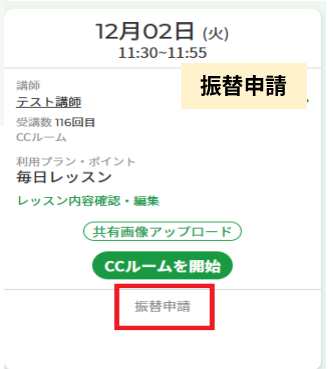 12月02日 (火)
11:30~11:55
振替申請
講師
テスト講師
受講数 116回目
CCルーム
利用プラン・ポイント
毎日レッスン
レッスン内容確認・編集
共有画像アップロード
CCルームを開始
振替申請